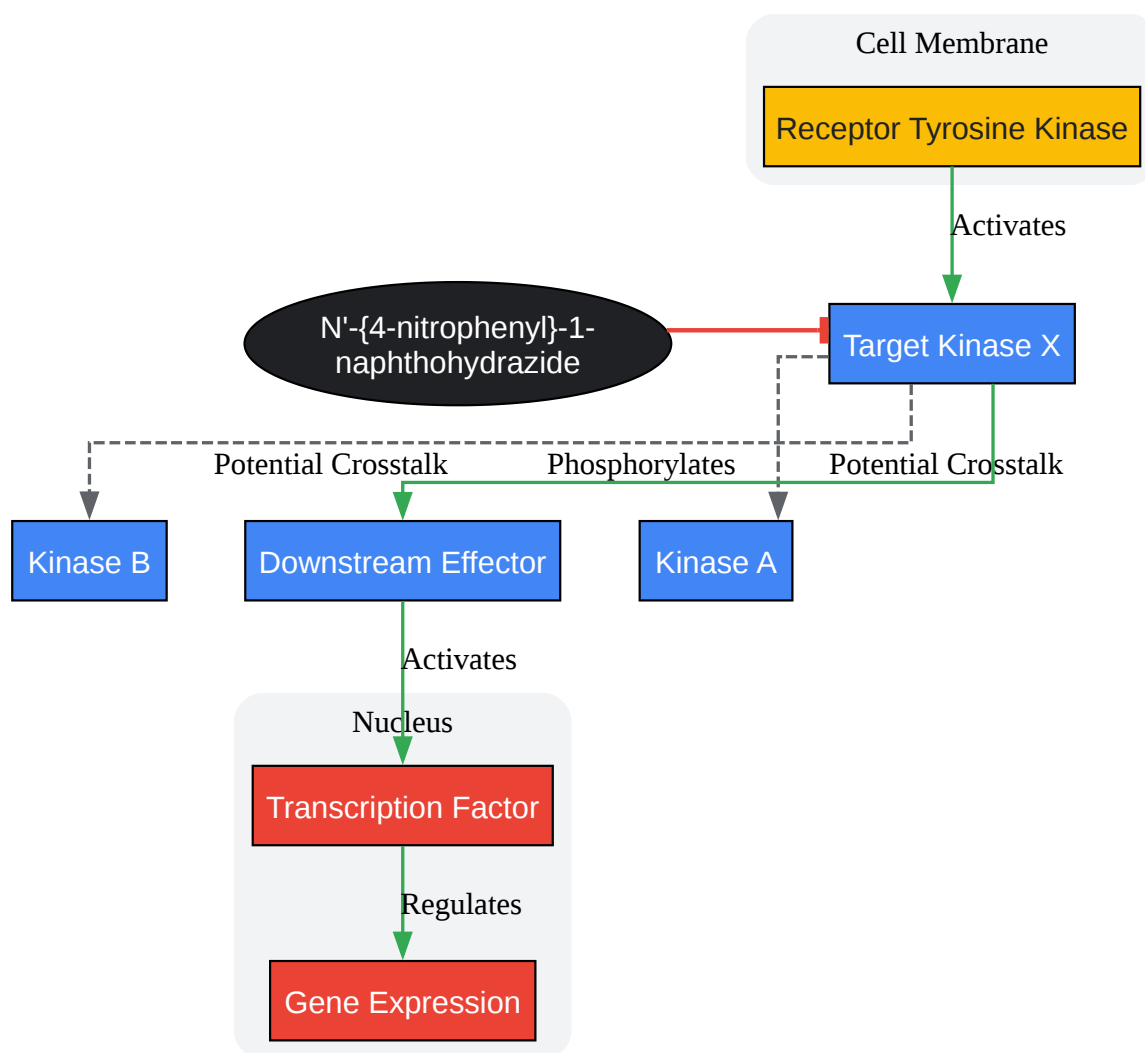 Cell Membrane
Receptor Tyrosine Kinase
Activates
N'-{4-nitrophenyl}-1-
naphthohydrazide
Target Kinase X
Potential Crosstalk
Phosphorylates
Potential Crosstalk
Kinase B
Downstream Effector
Kinase A
Activates
Nucleus
Transcription Factor
Regulates
Gene Expression